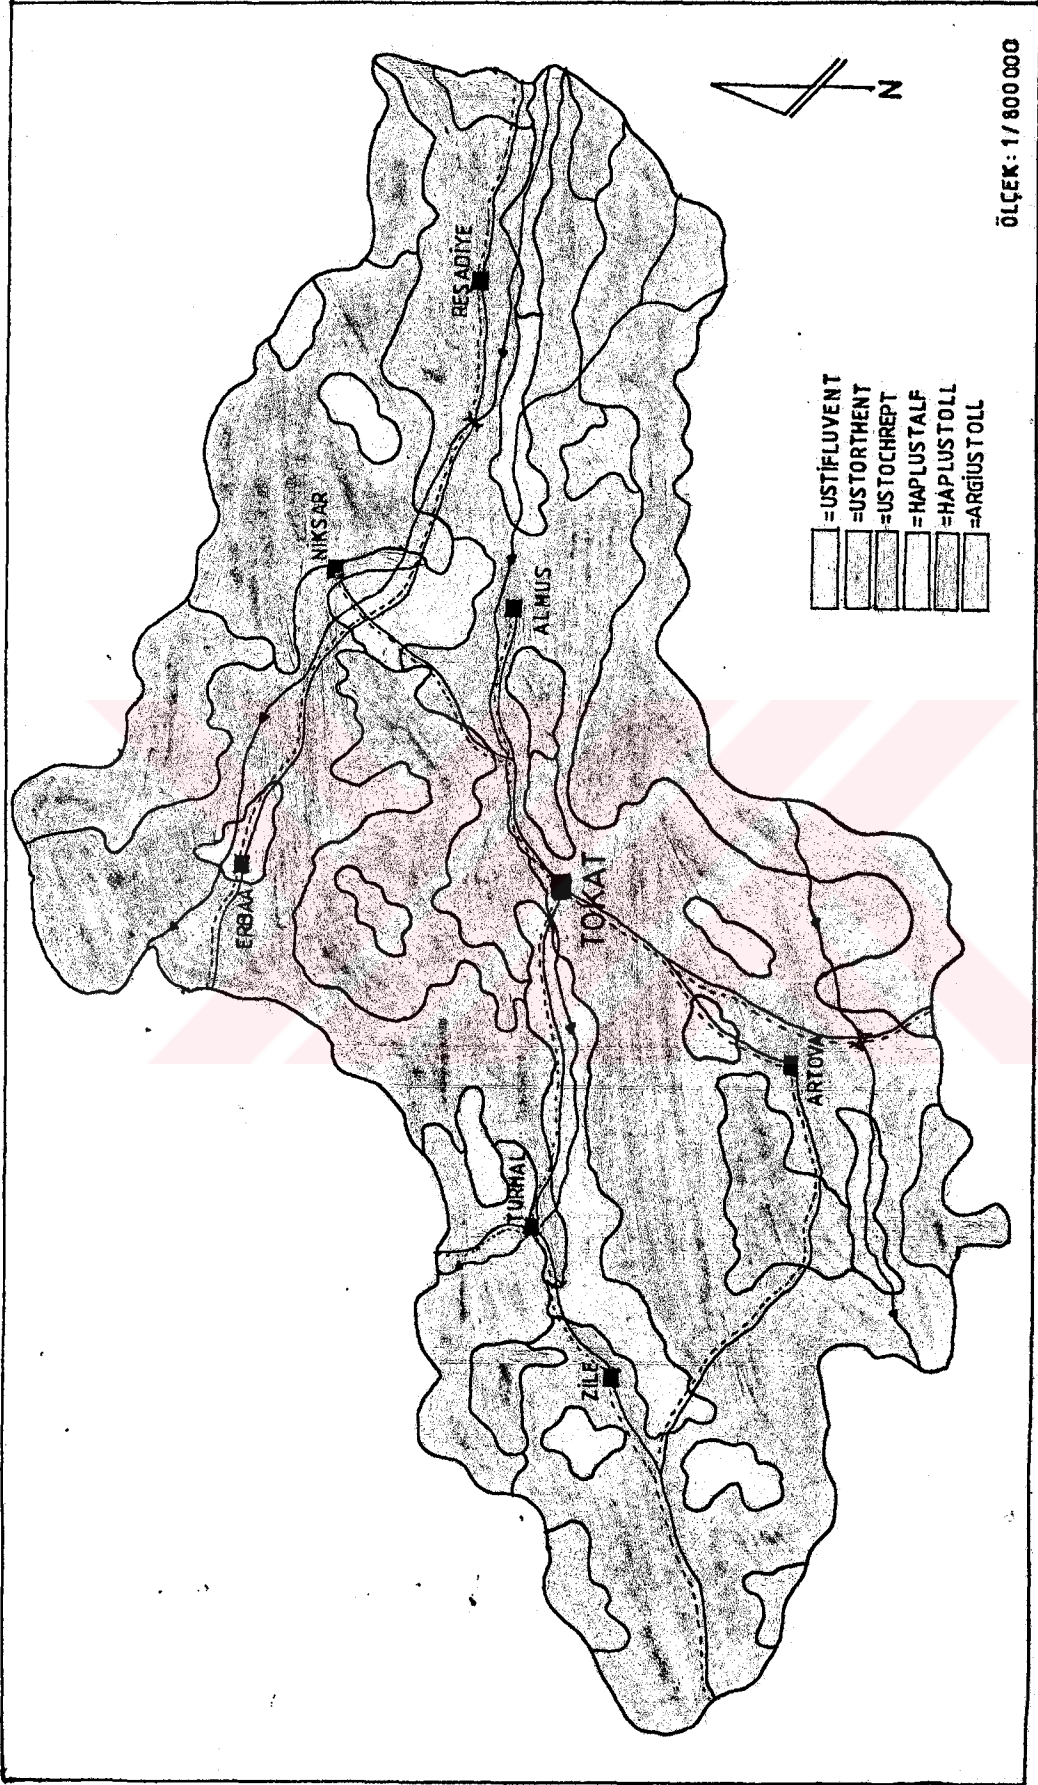 ERBAA
NİKSAR
REŞADİYE
ALMUS
TOKAT
TURHAL
ZİLE
ARTOVA
=USTİFLUVENT
=USTORTHENT
=USTOCHREPT
=HAPLUSTALF
=HAPLUSTOLL
=ARGİUSTOLL
N
ÖLÇEK: 1/800000